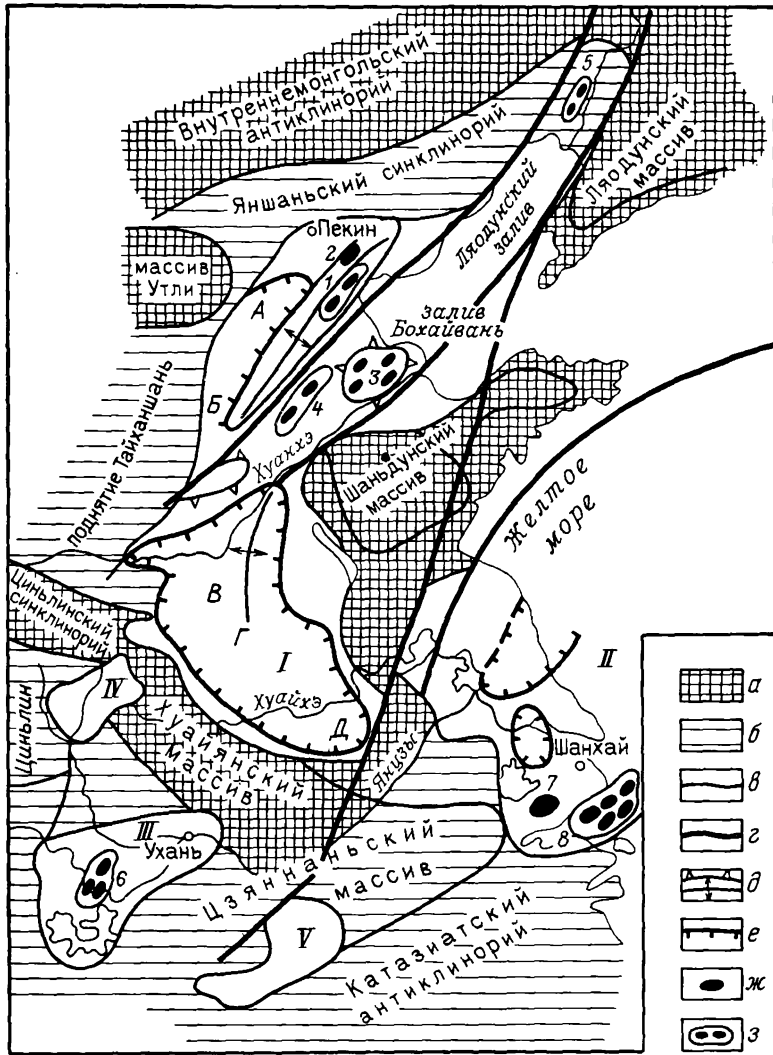 Внутреннемонгольский
антиклинорий
5
Яншаньский синклинорий
Ляодунский
массив
Ляодунский
залив
Пекин
2
1
массив
Утли
А
залив
Бохайвань
3
Б
4
Хуанхэ
поднятие Тайханшань
Шаньдунский
массив
Желтое
море
Циньлинский
синклинорий
В
Г
I
II
IV
Хуайхэ
Д
Циньлин
Хуайянский
массив
Янцзы
Шанхай
7
8
III
Ухань
6
Цзяннаньский
массив
V
Катазиатский
антиклинорий
а
б
в
г
д
е
ж
з